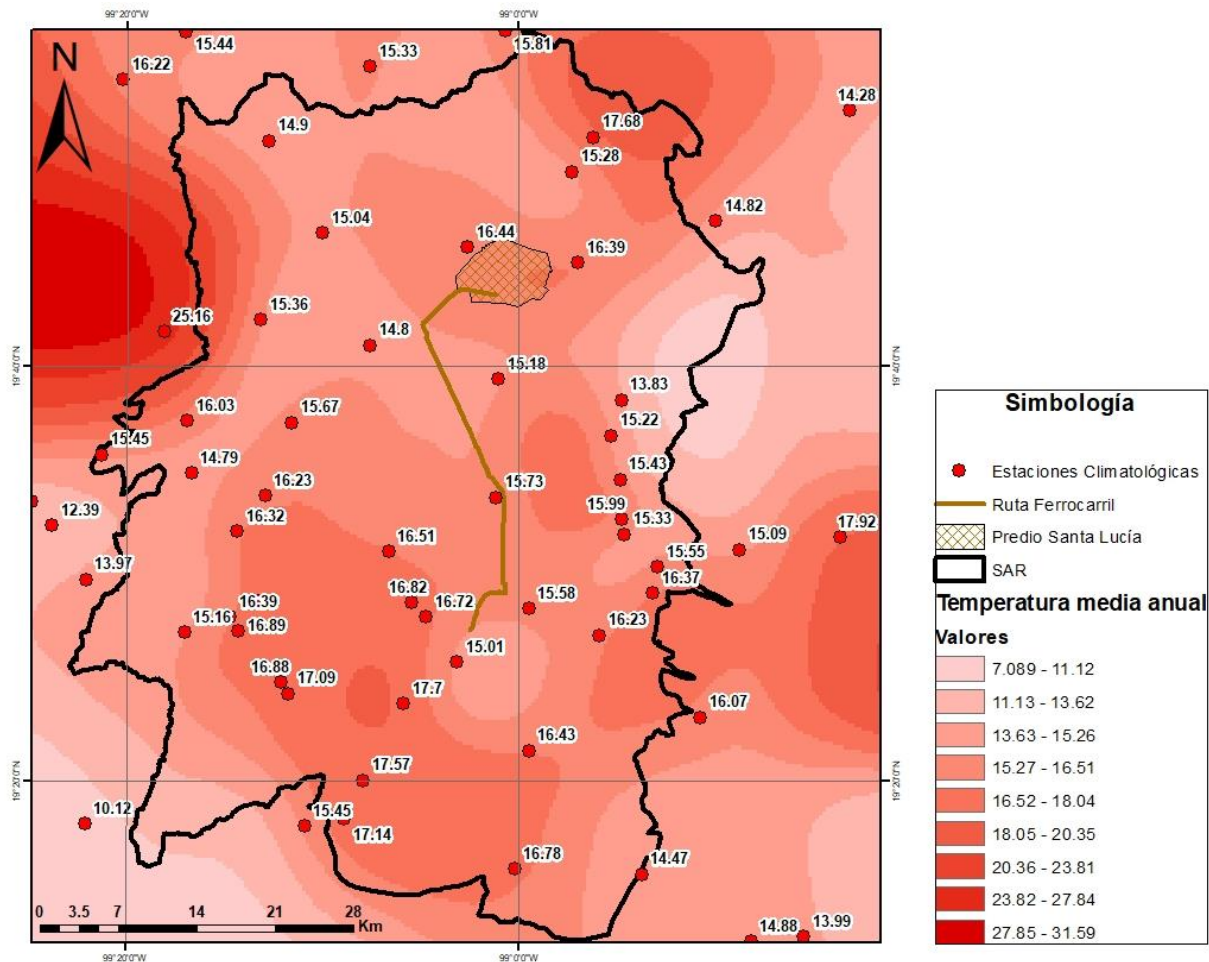 99°20'0"W 99°0'0"W
15.44
15.33
15.81
N
16.22
14.28
14.9
17.68
15.28
14.82
15.04
16.44
16.39
25.16
15.36
14.8
19°40'0"N 19°40'0"N
15.18
13.83
16.03
15.67
15.22
15.45
14.79
15.43
16.23
15.73
12.39
16.32
15.99
15.33
17.92
16.51
15.09
13.97
15.55
16.37
16.82
15.58
16.39
16.72
15.16
16.89
16.23
15.01
16.88
17.09
17.7
16.07
16.43
19°20'0"N 19°20'0"N
17.57
10.12
15.45
17.14
16.78
14.47
0 3.5 7 14 21 28
Km
14.88
13.99
99°20'0"W 99°0'0"W
Simbología
Estaciones Climatológicas
Ruta Ferrocarril
Predio Santa Lucía
SAR
Temperatura media anual
Valores
7.089 - 11.12
11.13 - 13.62
13.63 - 15.26
15.27 - 16.51
16.52 - 18.04
18.05 - 20.35
20.36 - 23.81
23.82 - 27.84
27.85 - 31.59